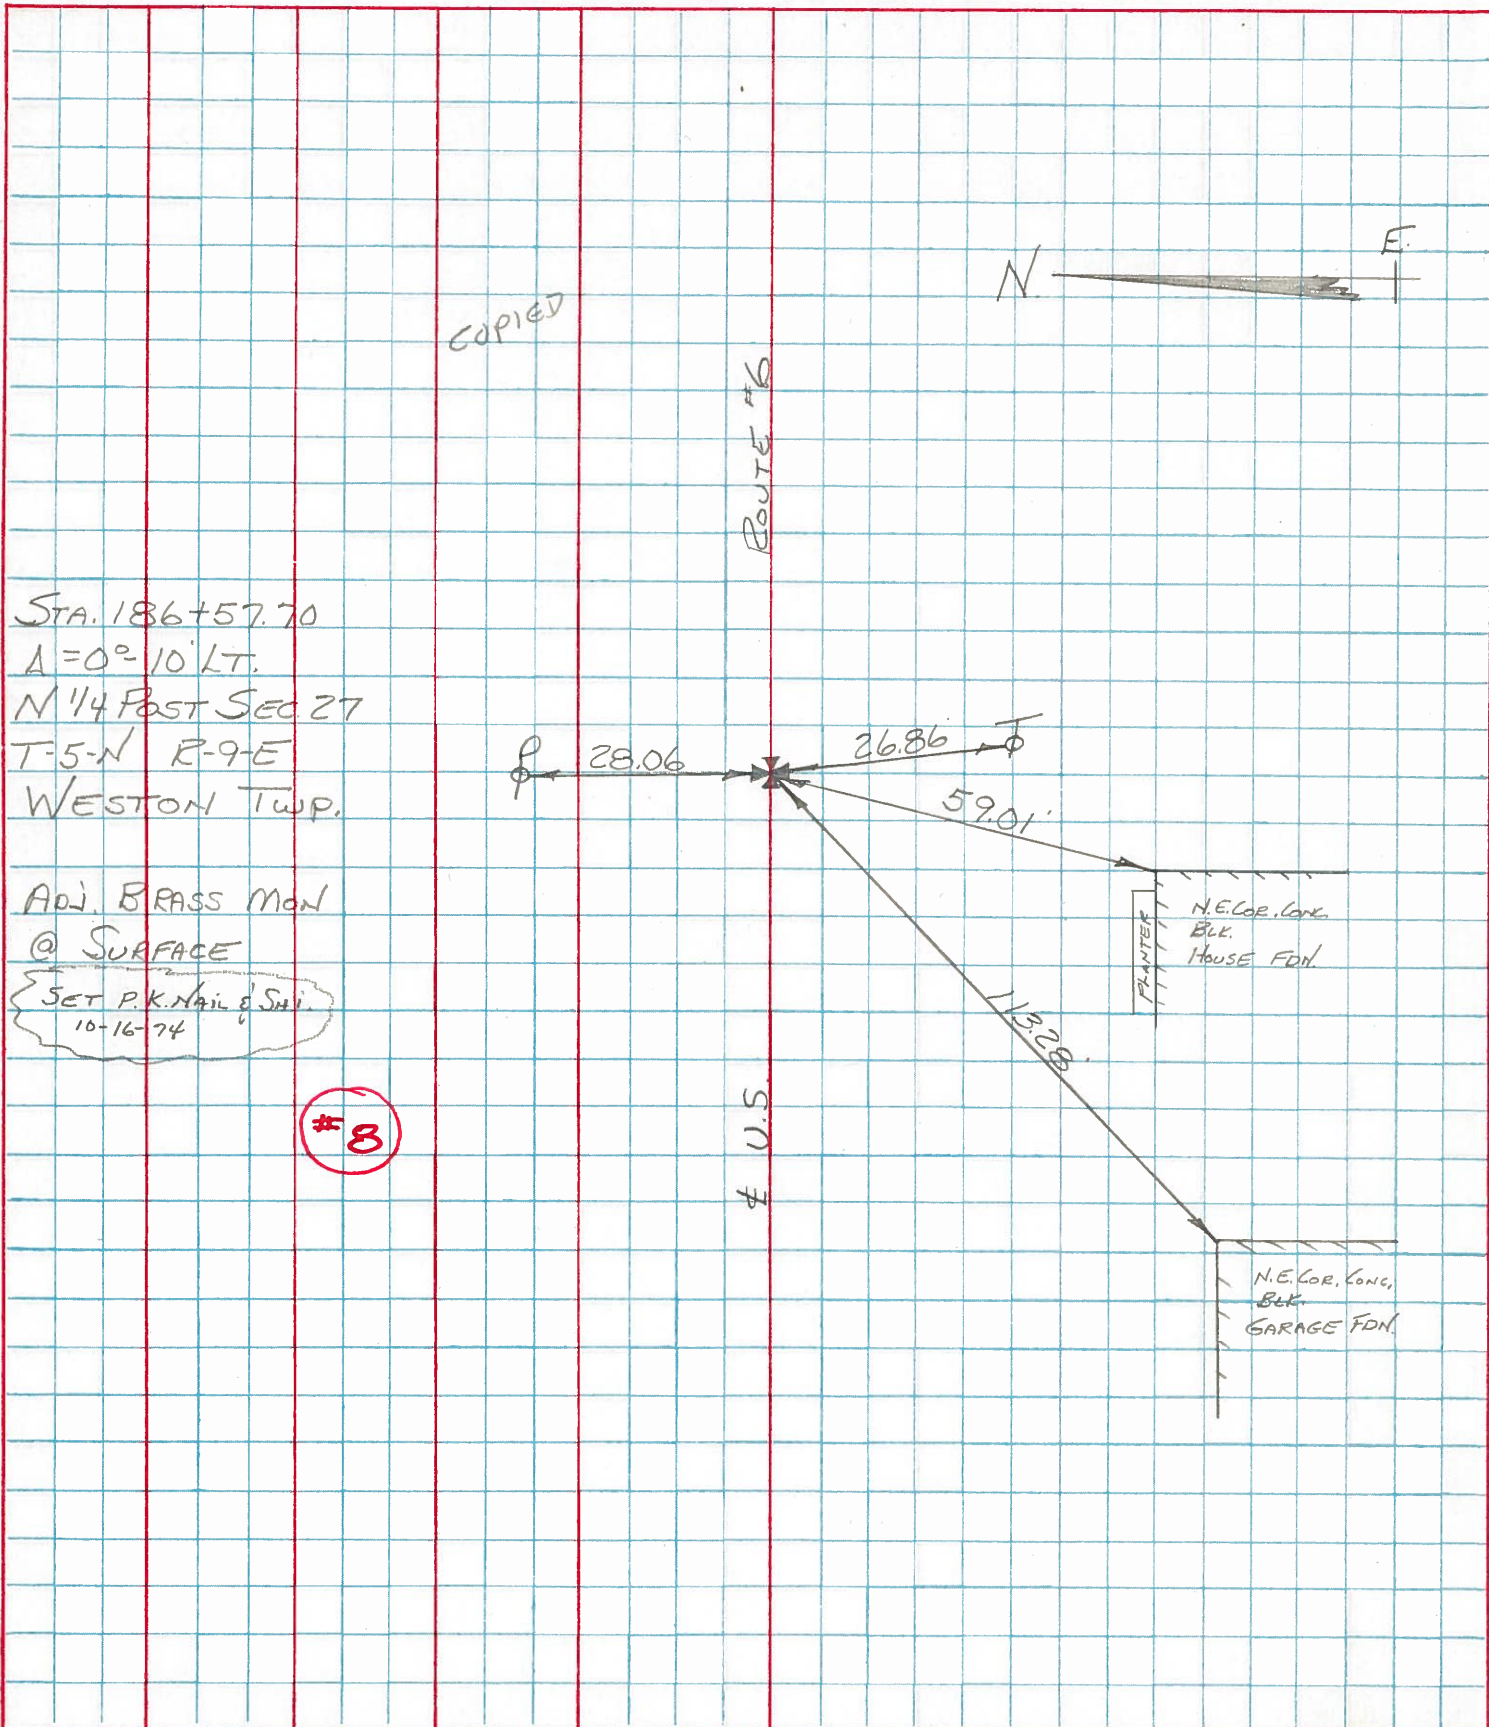 N.
E.
COPIED
ROUTE #6
STA. 186+57.70
Δ = 0°-10' LT.
N 1/4 POST SEC. 27
T-5-N R-9-E
WESTON TWP.
28.06
26.86
59.01'
ADJ. BRASS MON
@ SURFACE
SET P.K. NAIL & SHI.
10-16-74
PLANTER
N.E. COR. CONC.
BLK.
HOUSE FDN.
113.28'
#8
℄ U.S.
N.E. COR. CONC.
BLK.
GARAGE FDN.